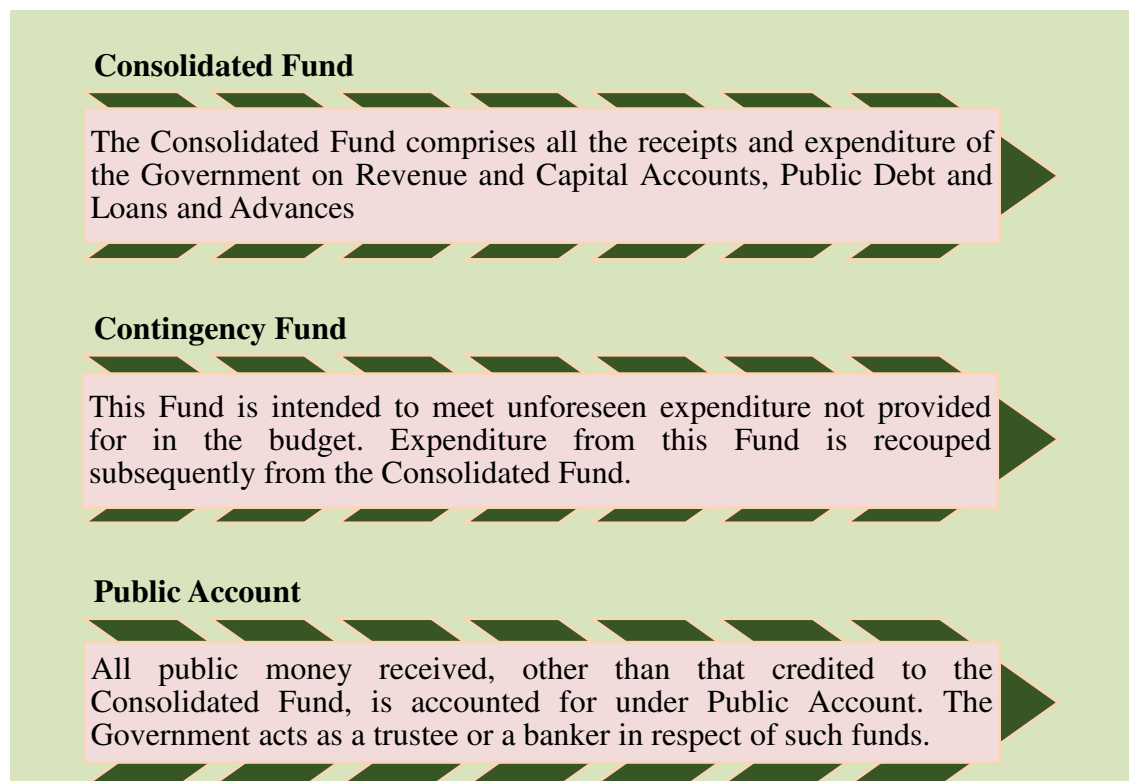 Consolidated Fund
The Consolidated Fund comprises all the receipts and expenditure of
the Government on Revenue and Capital Accounts, Public Debt and
Loans and Advances
Contingency Fund
This Fund is intended to meet unforeseen expenditure not provided
for in the budget. Expenditure from this Fund is recouped
subsequently from the Consolidated Fund.
Public Account
All public money received, other than that credited to the
Consolidated Fund, is accounted for under Public Account. The
Government acts as a trustee or a banker in respect of such funds.